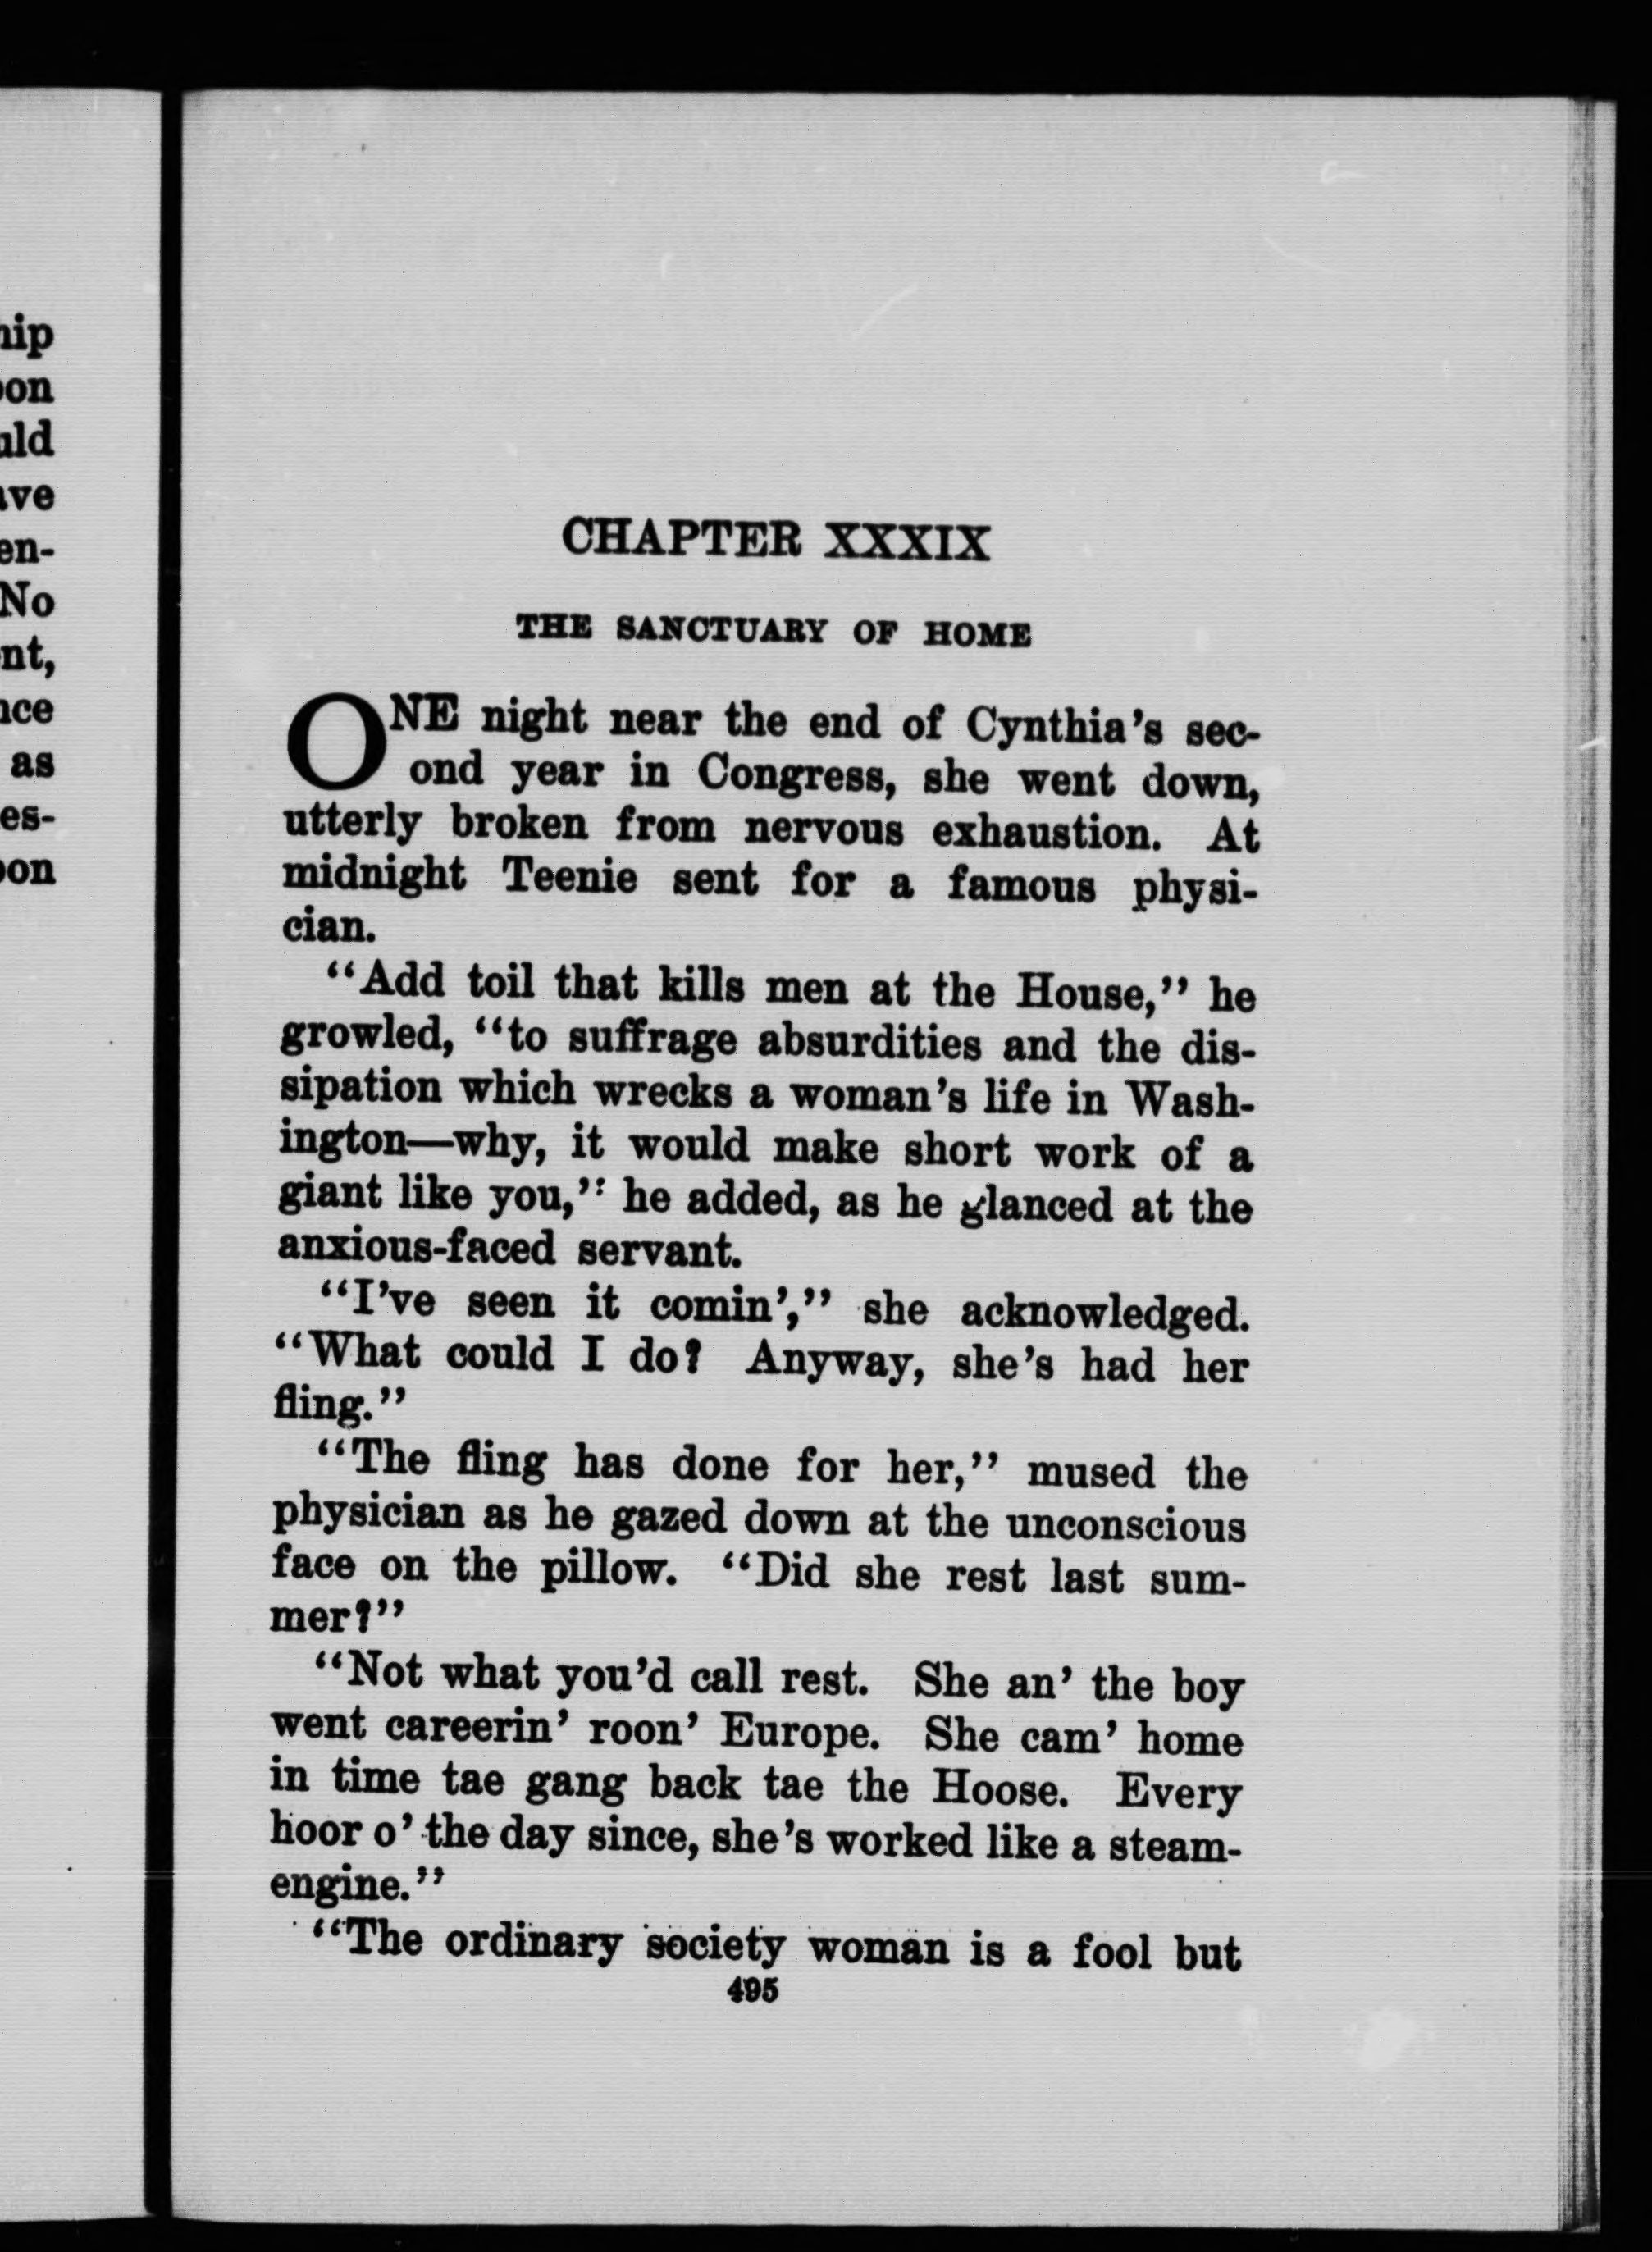 CHAPTER XXXIX
THE SANCTUARY OF HOME
ONE night near the end of Cynthia's sec-
ond year in Congress, she went down,
utterly broken from nervous exhaustion. At
midnight Teenie sent for a famous physi-
cian.
"Add toil that kills men at the House," he
growled, "to suffrage absurdities and the dis-
sipation which wrecks a woman's life in Wash-
ington—why, it would make short work of a
giant like you," he added, as he glanced at the
anxious-faced servant.
"I've seen it comin'," she acknowledged.
"What could I do? Anyway, she's had her
fling."
"The fling has done for her," mused the
physician as he gazed down at the unconscious
face on the pillow. "Did she rest last sum-
mer?"
"Not what you'd call rest. She an' the boy
went careerin' roon' Europe. She cam' home
in time tae gang back tae the Hoose. Every
hoor o' the day since, she's worked like a steam-
engine."
"The ordinary society woman is a fool but
495